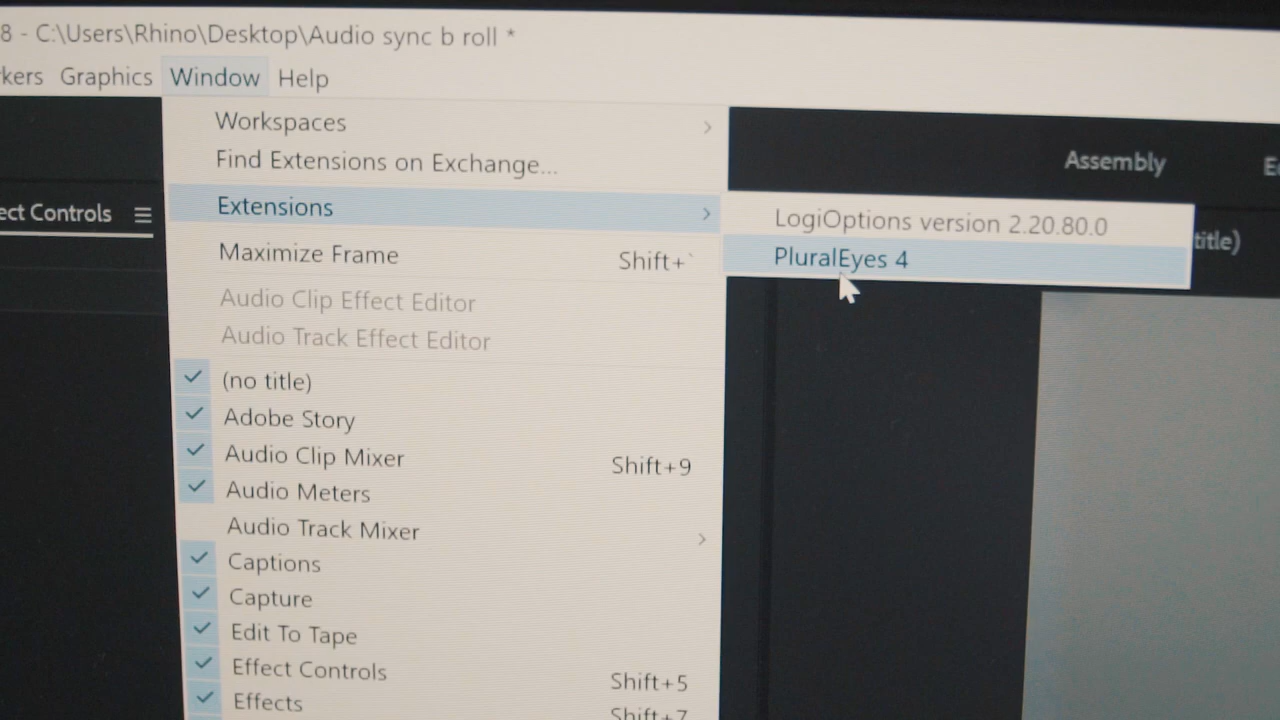 8 - C:\Users\Rhino\Desktop\Audio sync b roll *
kers Graphics Window Help
Workspaces
Find Extensions on Exchange...
Assembly
ect Controls
Extensions
LogiOptions version 2.20.80.0
title)
PluralEyes 4
Maximize Frame Shift+`
Audio Clip Effect Editor
Audio Track Effect Editor
(no title)
Adobe Story
Audio Clip Mixer Shift+9
Audio Meters
Audio Track Mixer
Captions
Capture
Edit To Tape
Effect Controls Shift+5
Effects Shift+7